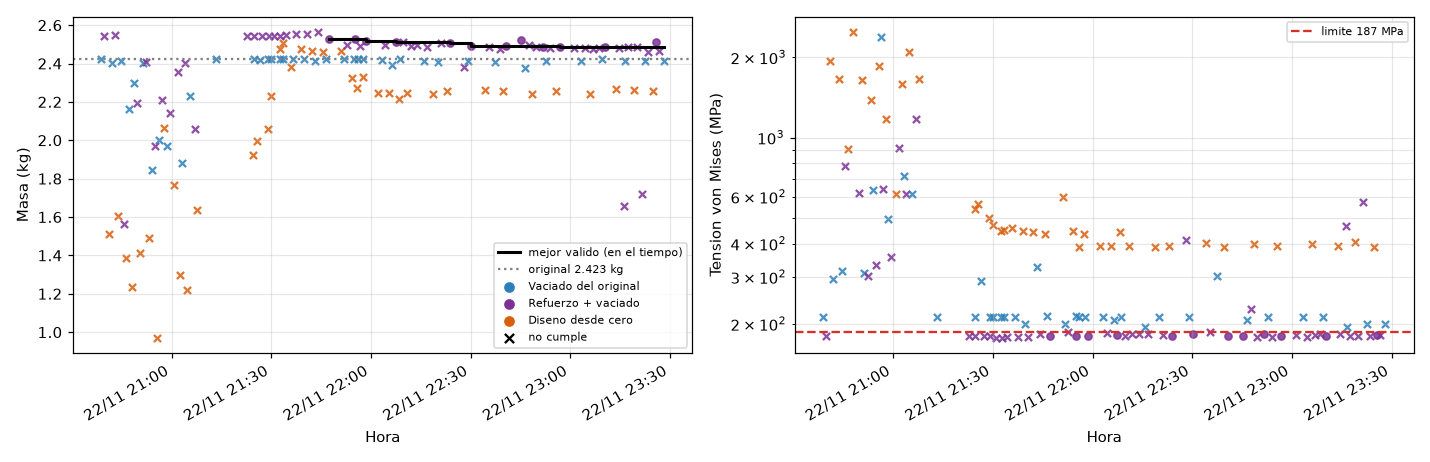 Masa (kg)
2.6
2.4
2.2
2.0
1.8
1.6
1.4
1.2
1.0
mejor valido (en el tiempo)
original 2.423 kg
Vaciado del original
Refuerzo + vaciado
Diseno desde cero
no cumple
22/11 21:00
22/11 21:30
22/11 22:00
22/11 22:30
22/11 23:00
22/11 23:30
Hora
Tension von Mises (MPa)
2 × 10³
10³
6 × 10²
4 × 10²
3 × 10²
2 × 10²
limite 187 MPa
22/11 21:00
22/11 21:30
22/11 22:00
22/11 22:30
22/11 23:00
22/11 23:30
Hora